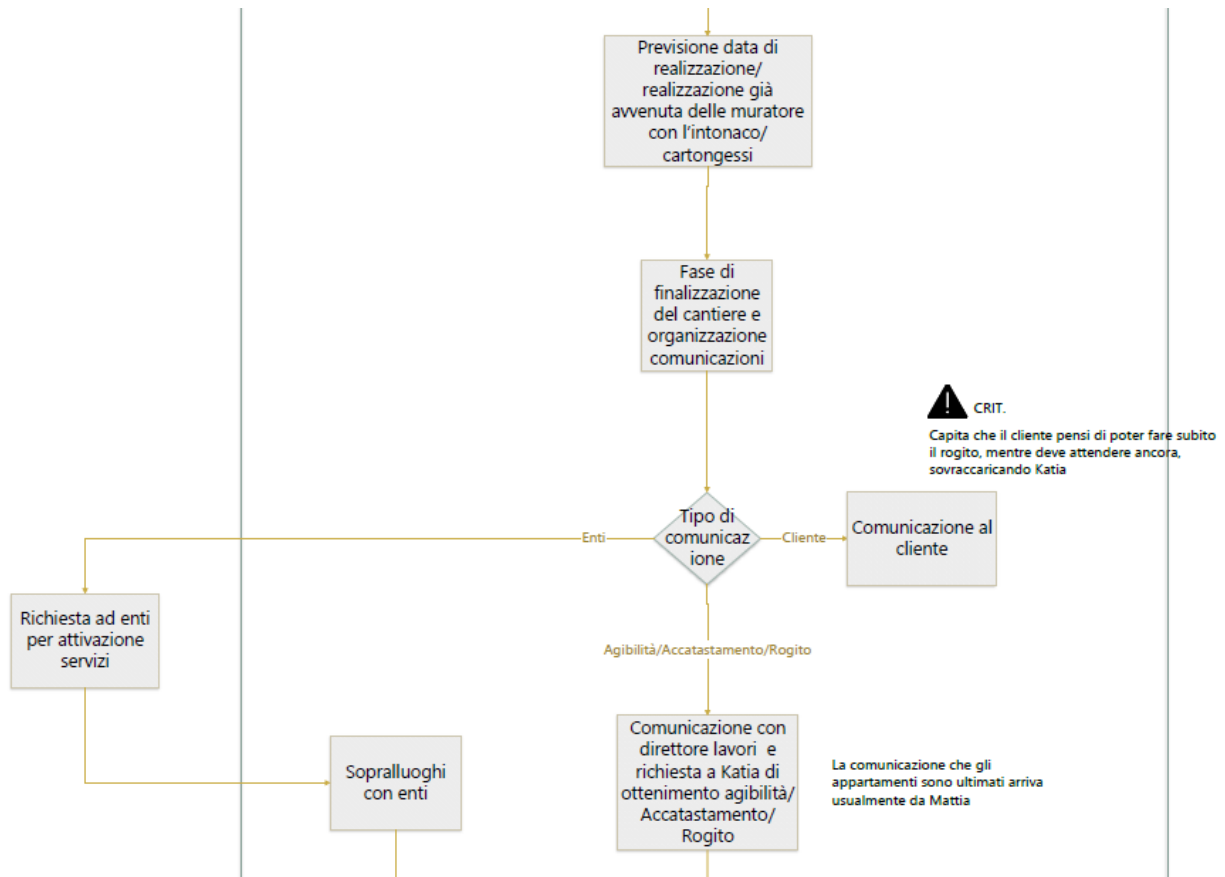 Previsione data di
realizzazione/
realizzazione già
avvenuta delle muratore
con l'intonaco/
cartongessi
Fase di
finalizzazione
del cantiere e
organizzazione
comunicazioni
CRIT.
Capita che il cliente pensi di poter fare subito
il rogito, mentre deve attendere ancora,
sovraccaricando Katia
Enti
Tipo di
comunicaz
ione
Cliente
Comunicazione al
cliente
Richiesta ad enti
per attivazione
servizi
Agibilità/Accatastamento/Rogito
Sopralluoghi
con enti
Comunicazione con
direttore lavori e
richiesta a Katia di
ottenimento agibilità/
Accatastamento/
Rogito
La comunicazione che gli
appartamenti sono ultimati arriva
usualmente da Mattia